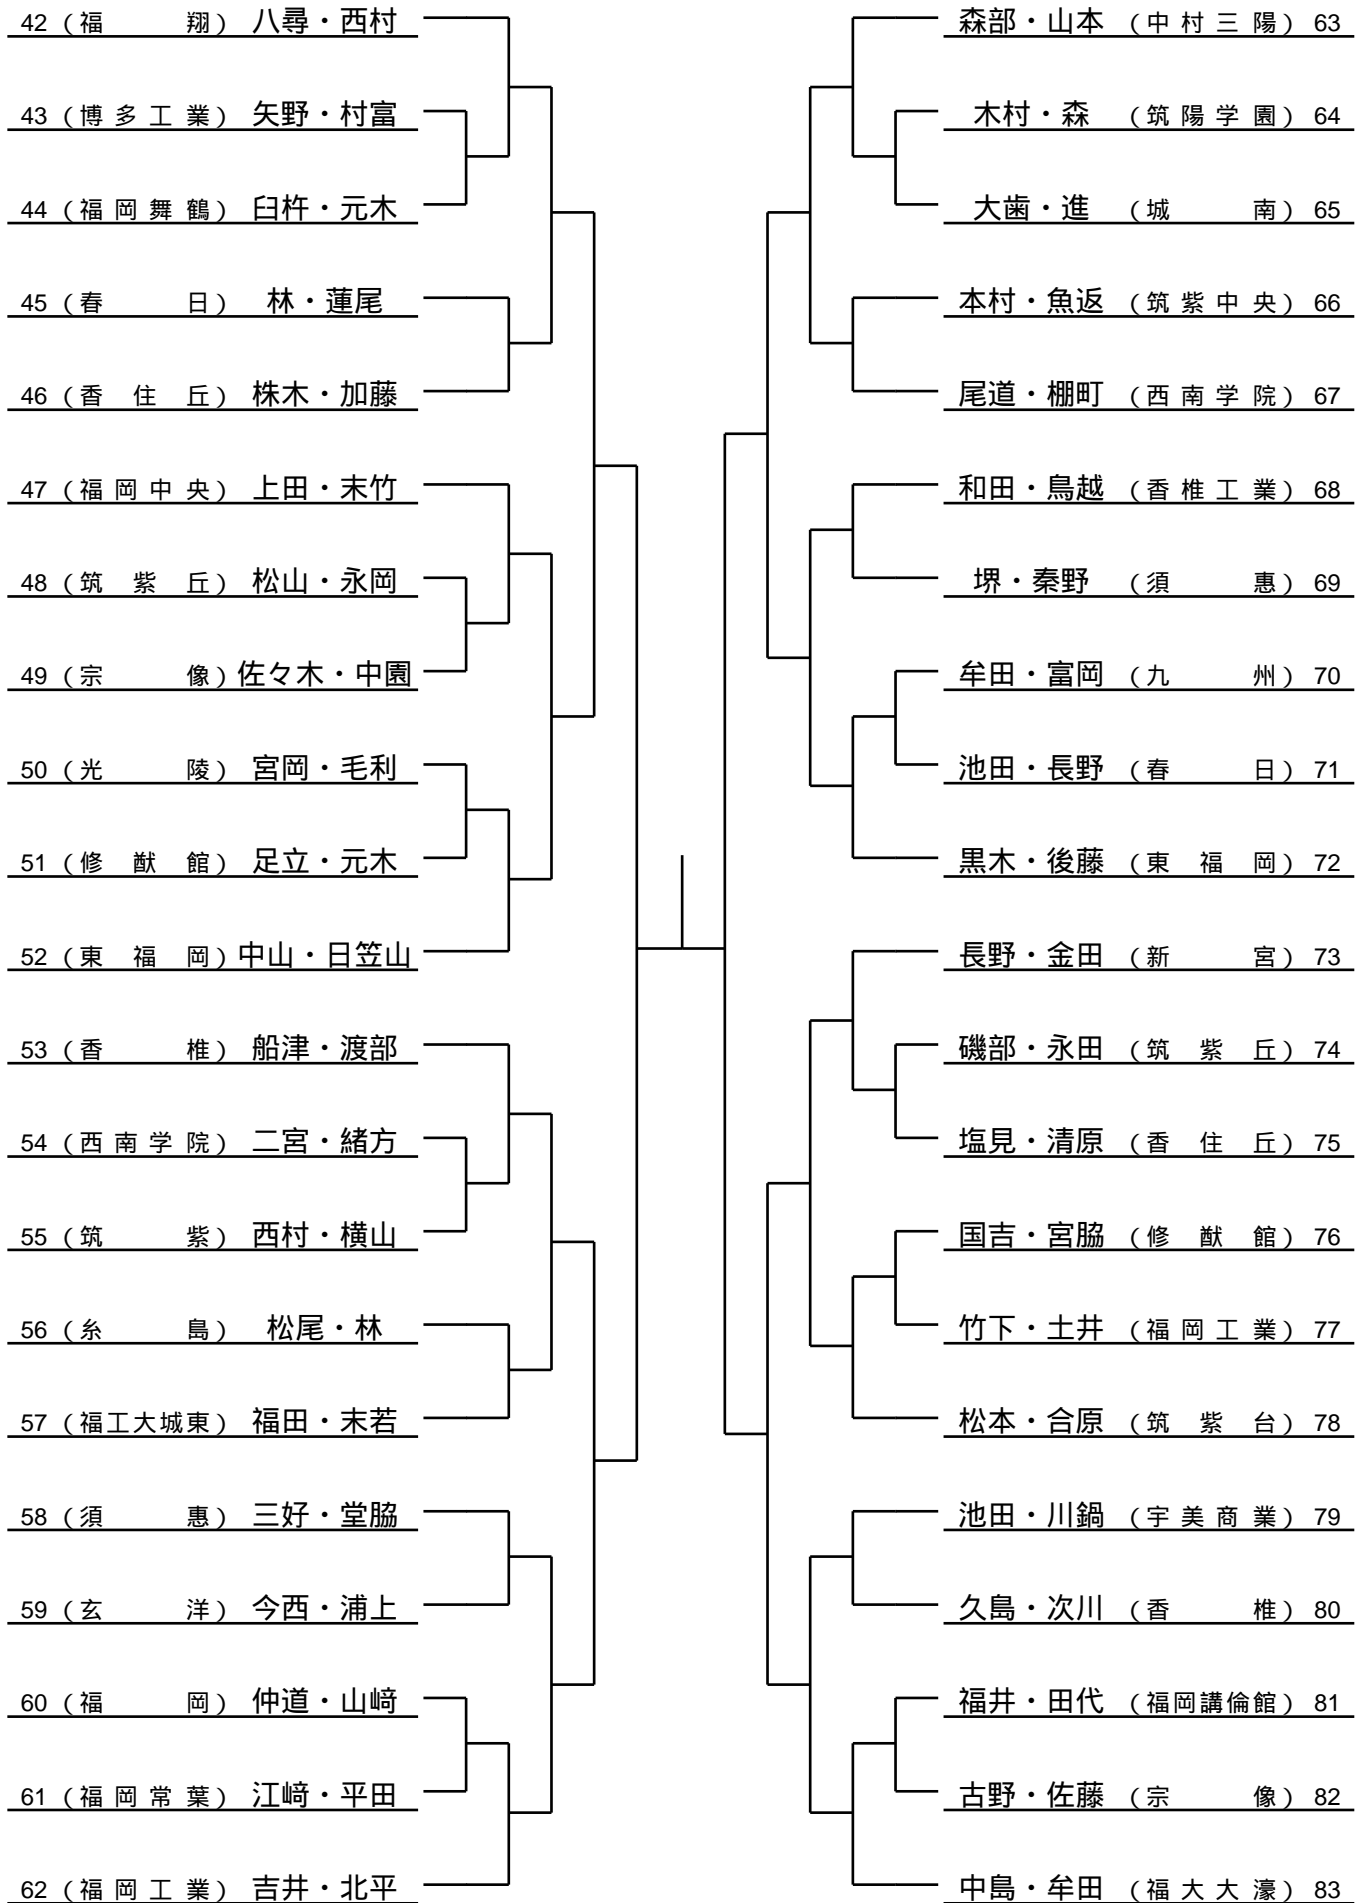 42 (福翔) 八尋・西村
43 (博多工業) 矢野・村富
44 (福岡舞鶴) 臼杵・元木
45 (春日) 林・蓮尾
46 (香住丘) 株木・加藤
47 (福岡中央) 上田・末竹
48 (筑紫丘) 松山・永岡
49 (宗像) 佐々木・中園
50 (光陵) 宮岡・毛利
51 (修猷館) 足立・元木
52 (東福岡) 中山・日笠山
53 (香椎) 船津・渡部
54 (西南学院) 二宮・緒方
55 (筑紫) 西村・横山
56 (糸島) 松尾・林
57 (福工大城東) 福田・末若
58 (須惠) 三好・堂脇
59 (玄洋) 今西・浦上
60 (福岡) 仲道・山﨑
61 (福岡常葉) 江﨑・平田
62 (福岡工業) 吉井・北平
森部・山本 (中村三陽) 63
木村・森 (筑陽学園) 64
大歯・進 (城南) 65
本村・魚返 (筑紫中央) 66
尾道・棚町 (西南学院) 67
和田・鳥越 (香椎工業) 68
堺・秦野 (須惠) 69
牟田・富岡 (九州) 70
池田・長野 (春日) 71
黒木・後藤 (東福岡) 72
長野・金田 (新宮) 73
磯部・永田 (筑紫丘) 74
塩見・清原 (香住丘) 75
国吉・宮脇 (修猷館) 76
竹下・土井 (福岡工業) 77
松本・合原 (筑紫台) 78
池田・川鍋 (宇美商業) 79
久島・次川 (香椎) 80
福井・田代 (福岡講倫館) 81
古野・佐藤 (宗像) 82
中島・牟田 (福大大濠) 83